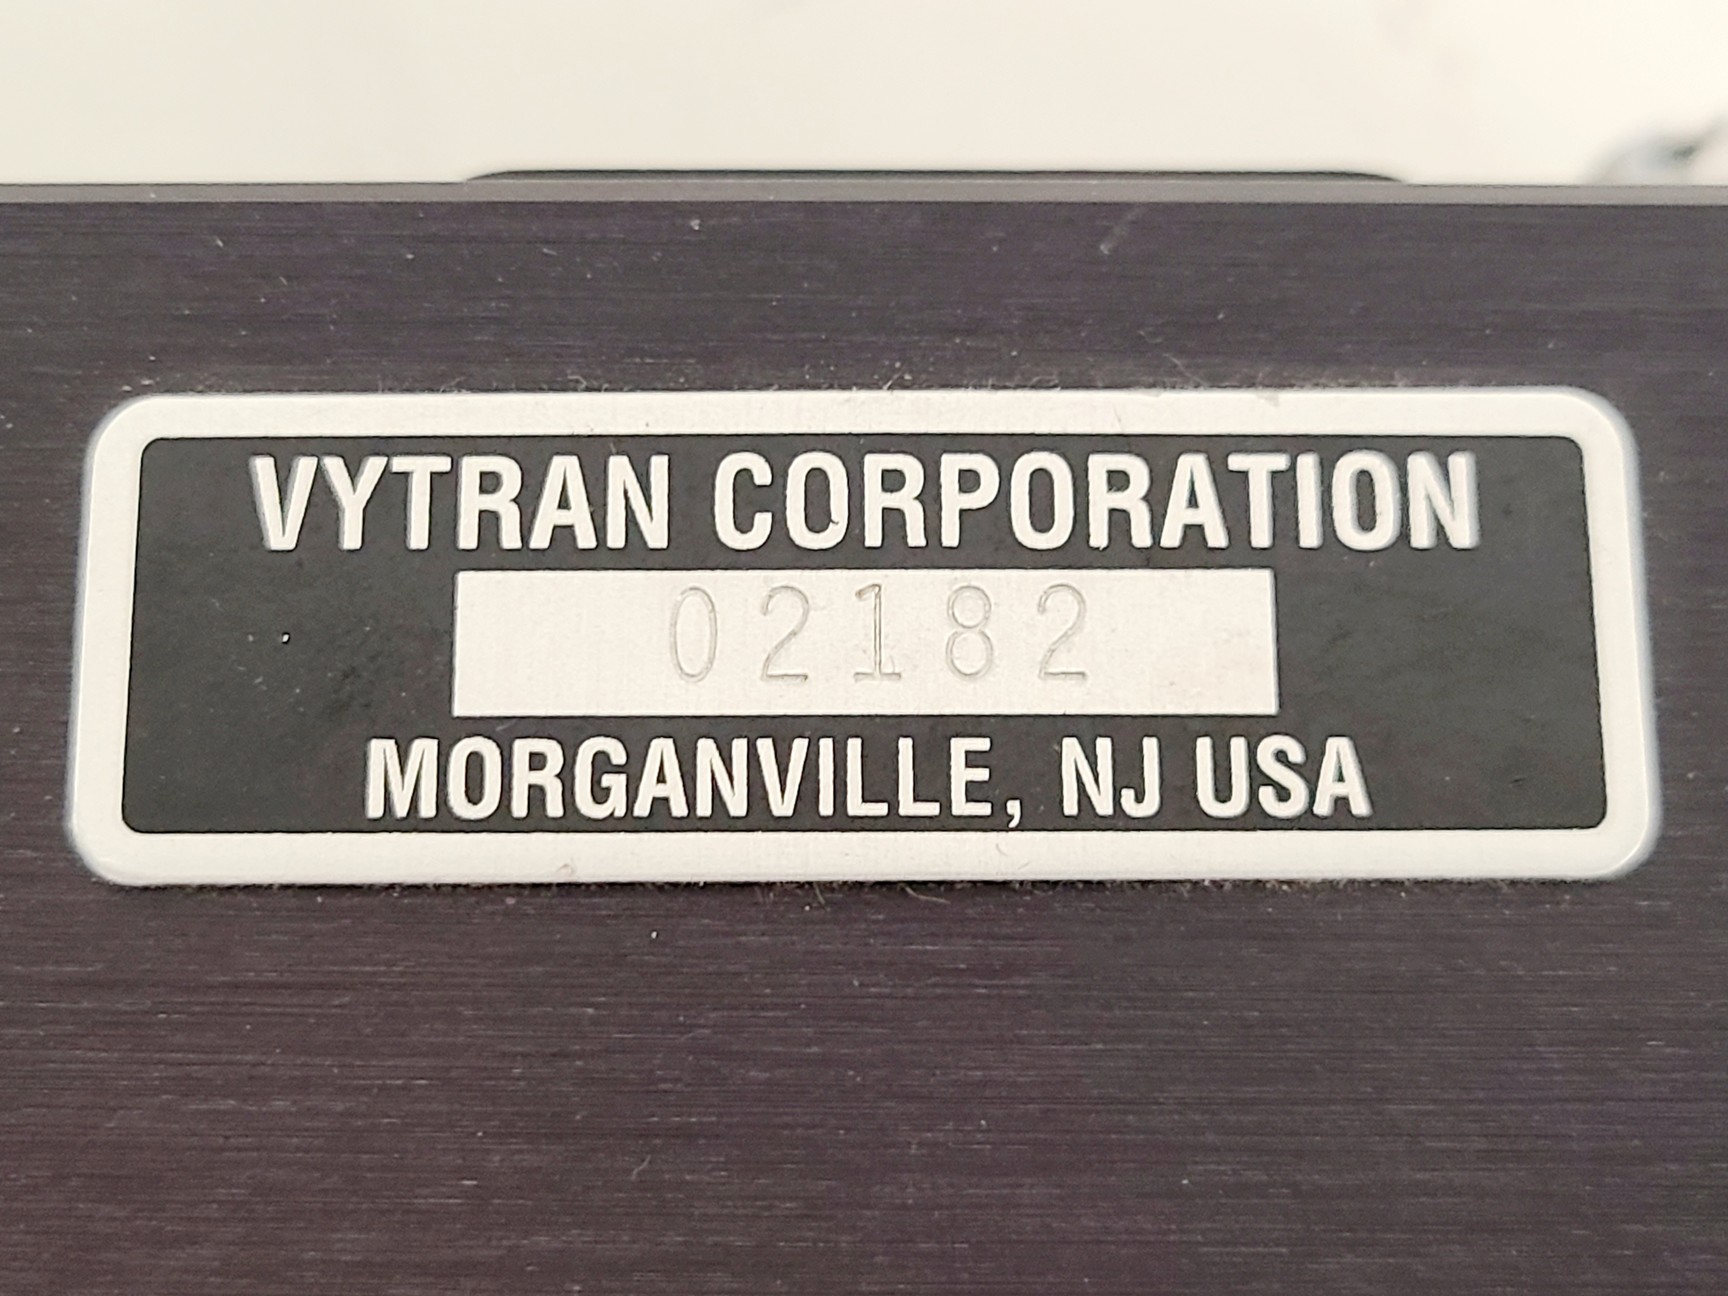 VYTRAN CORPORATION
02182
MORGANVILLE, NJ USA